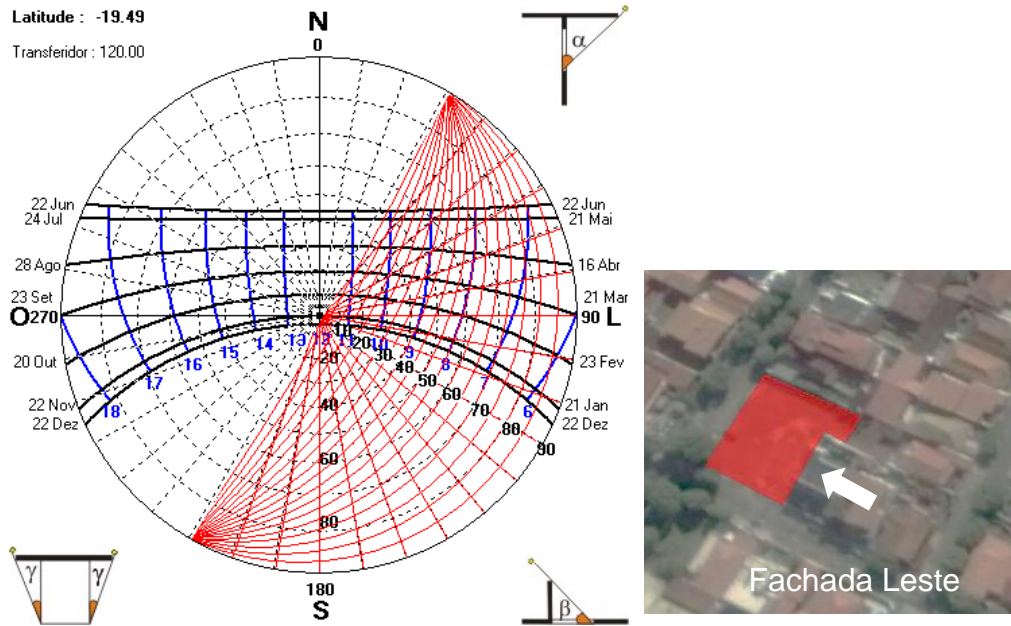 Latitude : -19.49
Transferidor : 120.00
N
0
α
22 Jun
24 Jul
28 Ago
23 Set
O 270
20 Out
22 Nov
22 Dez
22 Jun
21 Mai
16 Abr
21 Mar
90 L
23 Fev
21 Jan
22 Dez
18
17
16
15
14
13
12
11
10
9
8
7
6
10
20
30
40
50
60
70
80
90
20
40
60
80
180
S
γ
γ
β
Fachada Leste